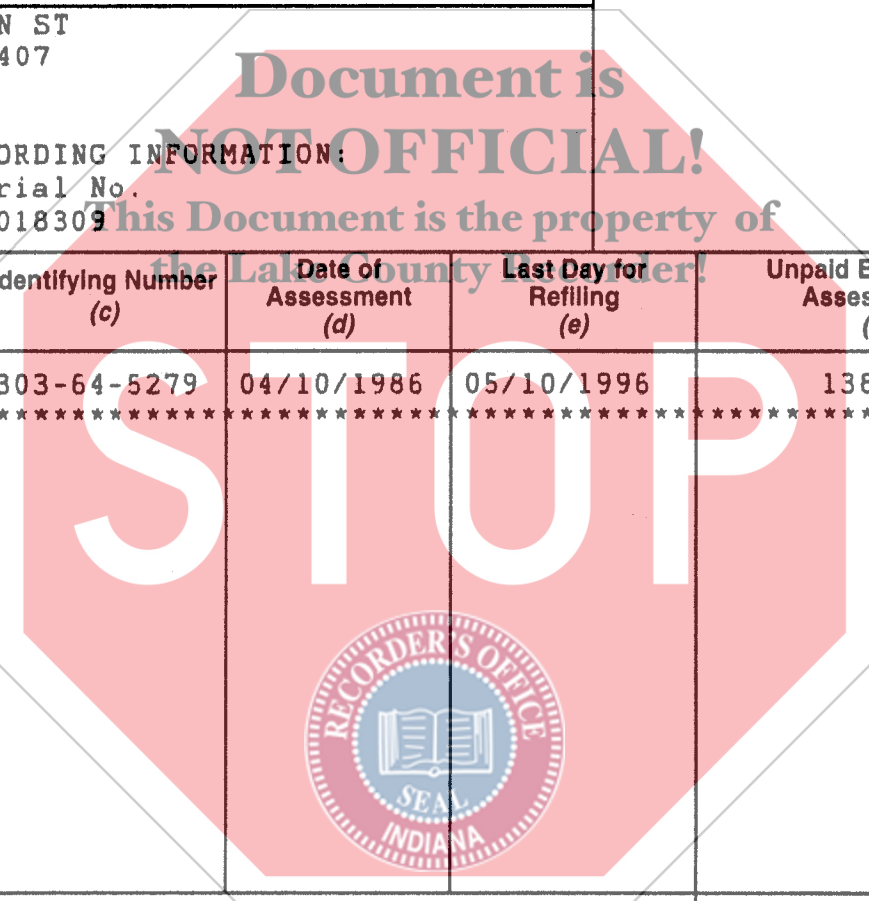 N ST
407
Document is
NOT OFFICIAL!
ORDING INFORMATION:
rial No.
018309
This Document is the property of
the Lake County Recorder!
dentifying Number
(c)
Date of
Assessment
(d)
Last Day for
Refiling
(e)
Unpaid B
Asses
(
303-64-5279 04/10/1986 05/10/1996 138
****************************************
STOP
RECORDER'S OFFICE
SEAL
INDIANA